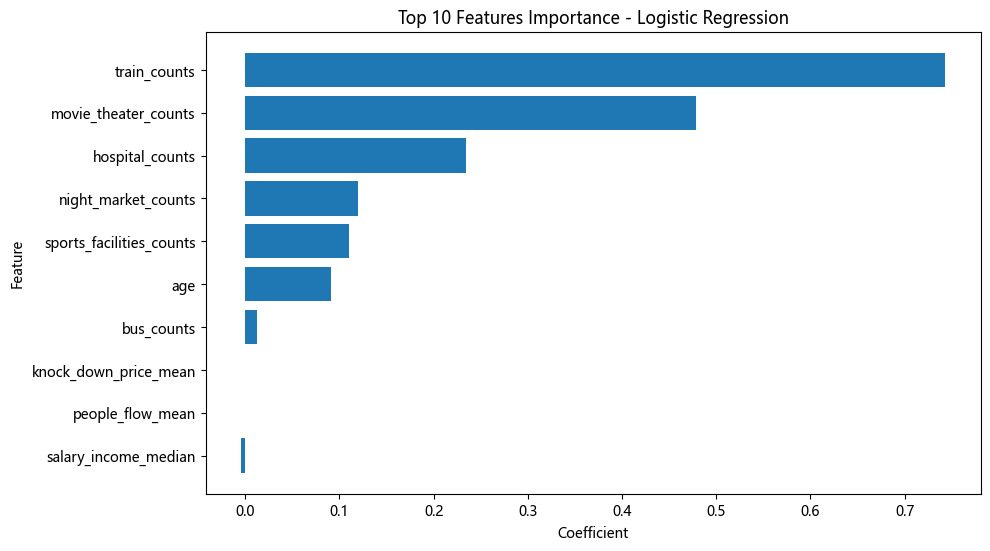 Top 10 Features Importance - Logistic Regression
Feature
train_counts
movie_theater_counts
hospital_counts
night_market_counts
sports_facilities_counts
age
bus_counts
knock_down_price_mean
people_flow_mean
salary_income_median
0.0 0.1 0.2 0.3 0.4 0.5 0.6 0.7
Coefficient